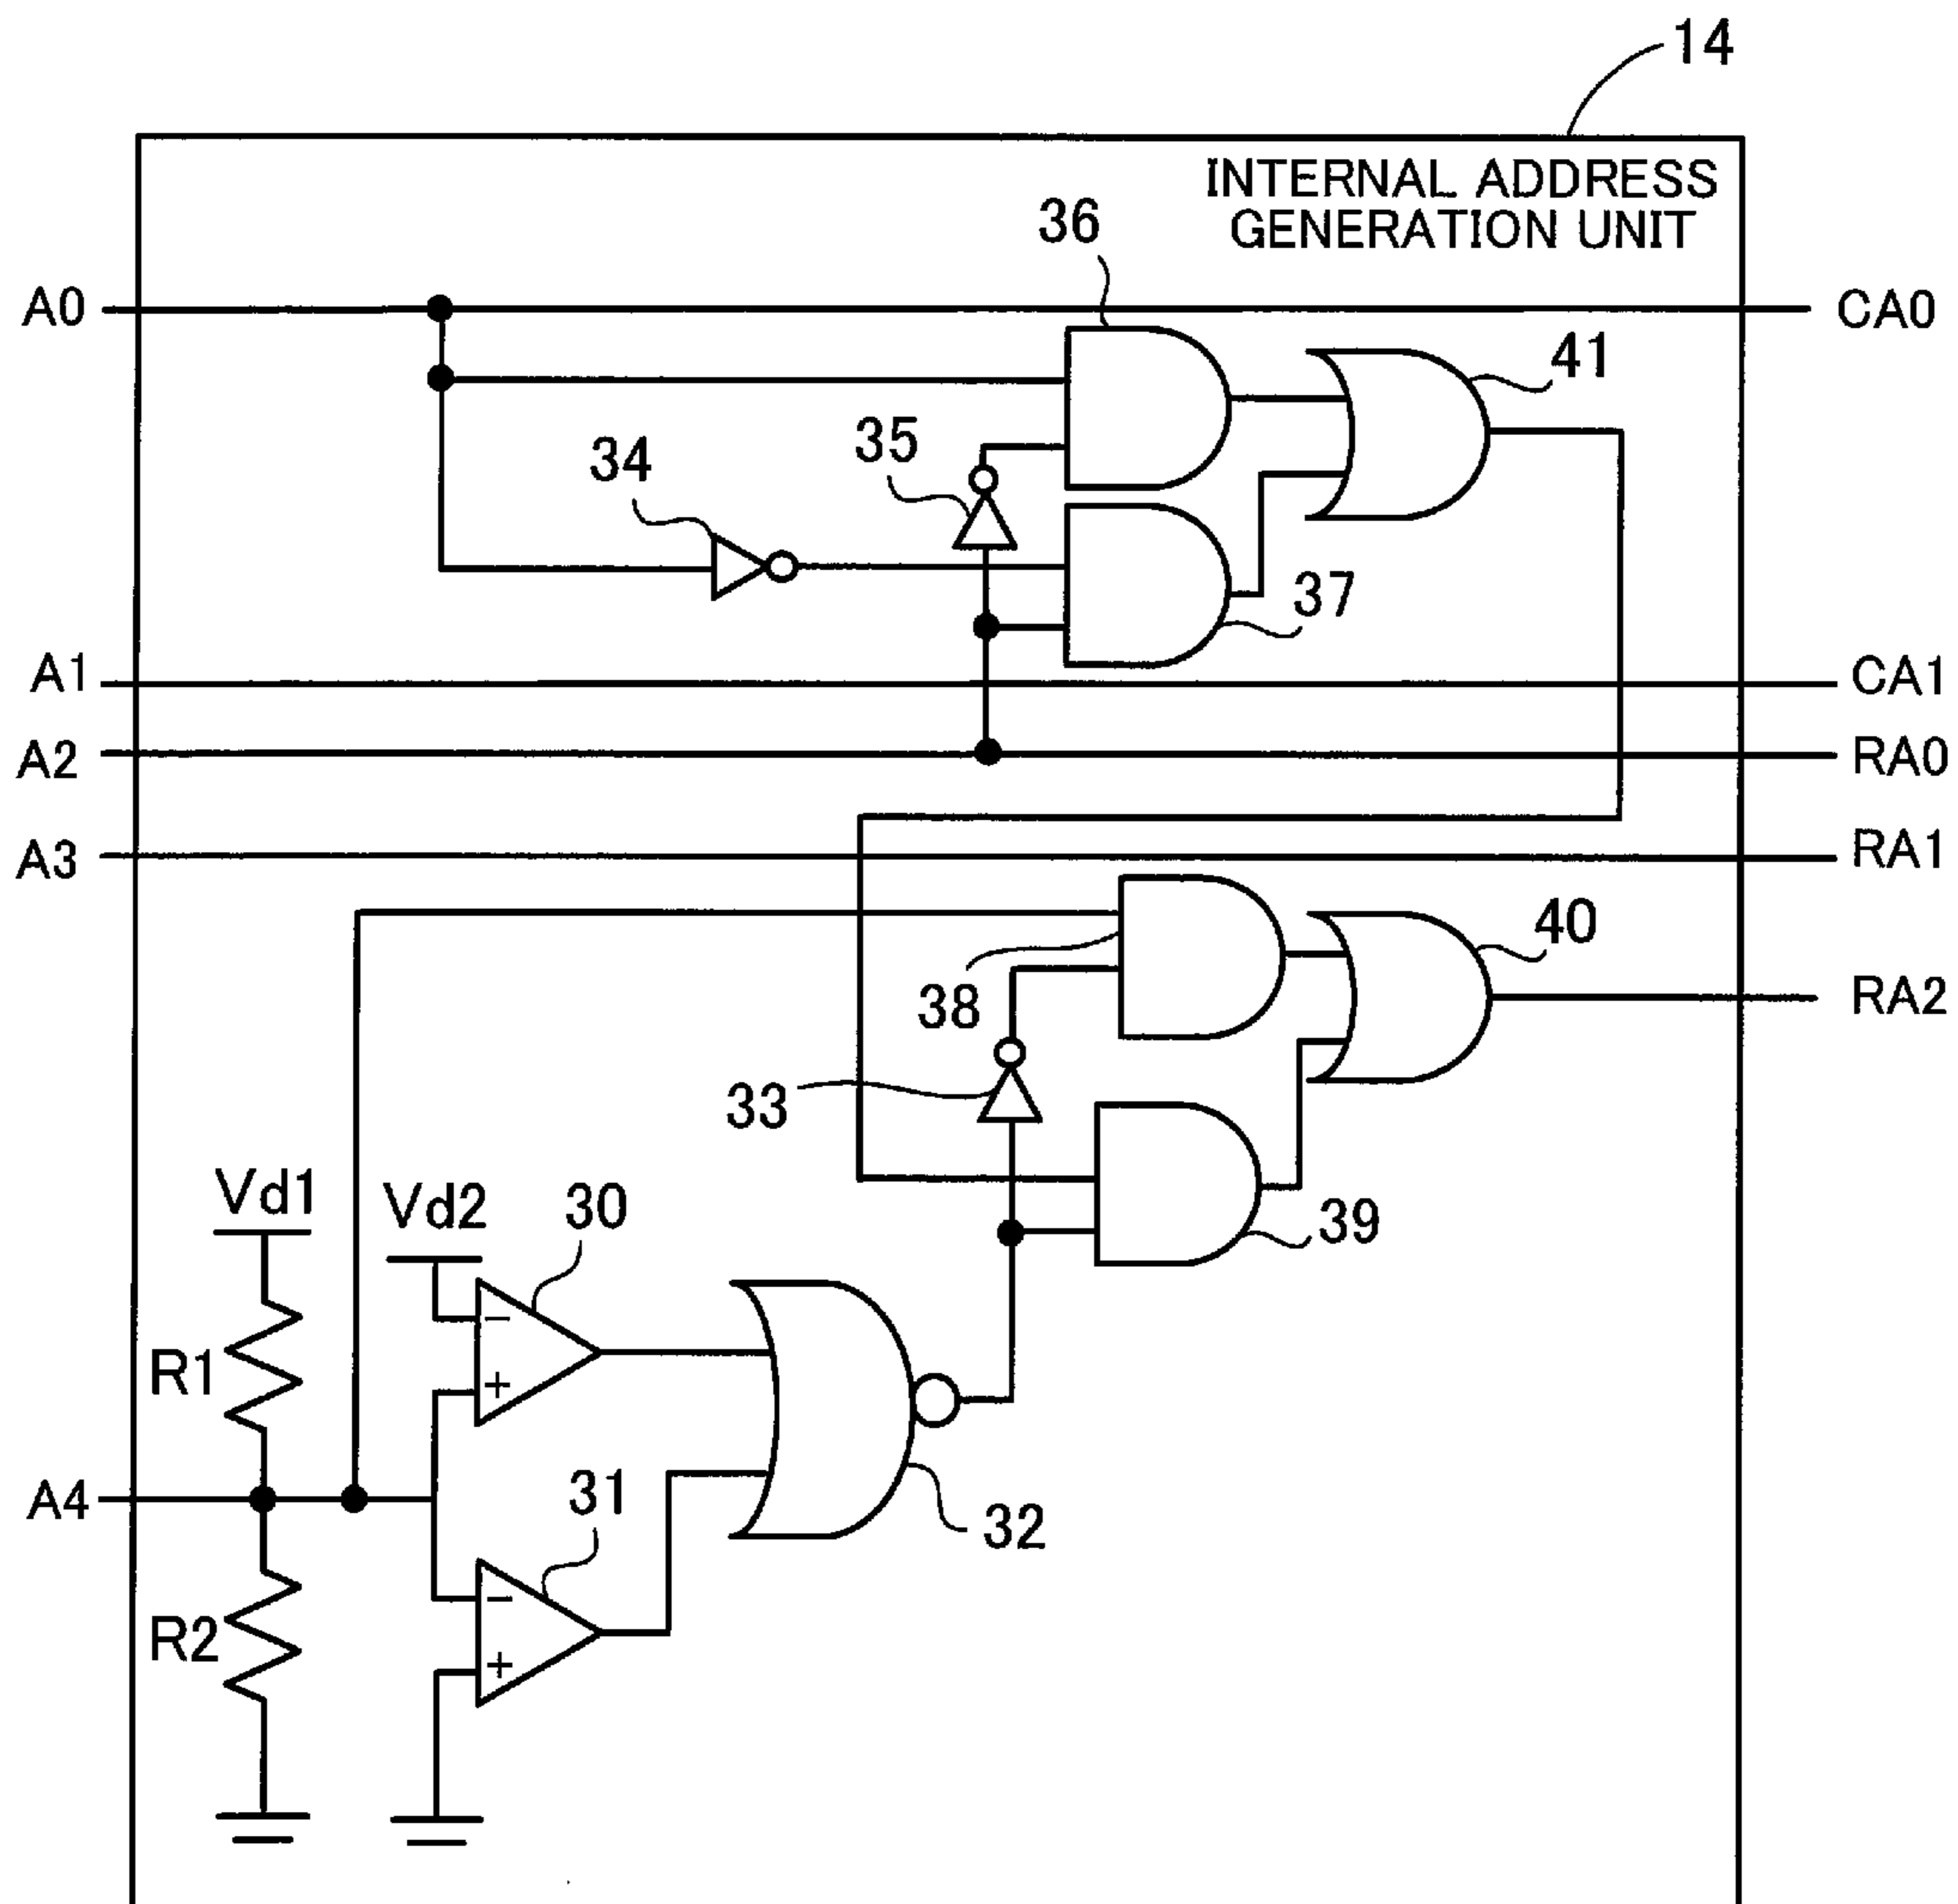 14
INTERNAL ADDRESS
GENERATION UNIT
36
A0
CA0
41
35
34
37
A1
CA1
A2
RA0
A3
RA1
40
38
RA2
33
Vd1
Vd2
30
39
R1
-
+
A4
31
32
R2
-
+